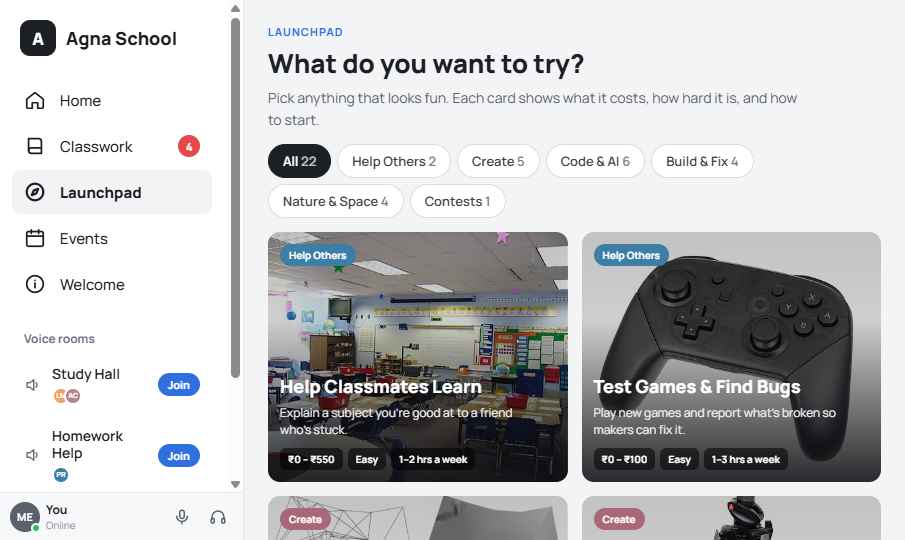 A Agna School
Home
Classwork 4
Launchpad
Events
Welcome
Voice rooms
Study Hall
AC
Join
Homework
Help
PR
Join
ME
You
Online
LAUNCHPAD
What do you want to try?
Pick anything that looks fun. Each card shows what it costs, how hard it is, and how
to start.
All 22
Help Others 2
Create 5
Code & AI 6
Build & Fix 4
Nature & Space 4
Contests 1
Help Others
Help Classmates Learn
Explain a subject you're good at to a friend
who's stuck.
₹0 – ₹550
Easy
1–2 hrs a week
Help Others
Test Games & Find Bugs
Play new games and report what's broken so
makers can fix it.
₹0 – ₹100
Easy
1–3 hrs a week
Create
Create